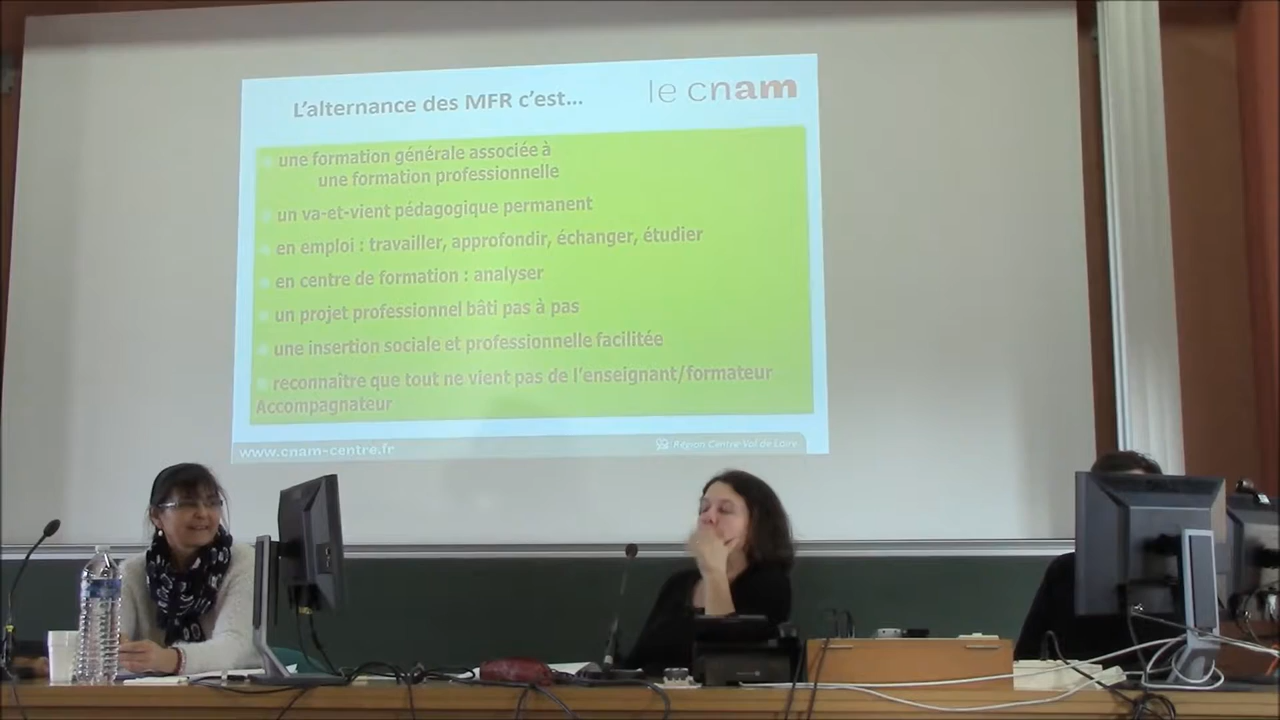 L'alternance des MFR c'est...
le cnam
une formation générale associée à
une formation professionnelle
un va-et-vient pédagogique permanent
en emploi : travailler, approfondir, échanger, étudier
en centre de formation : analyser
un projet professionnel bâti pas à pas
une insertion sociale et professionnelle facilitée
reconnaitre que tout ne vient pas de l'enseignant/formateur
Accompagnateur
www.cnam-centre.fr
Région Centre-Val de Loire